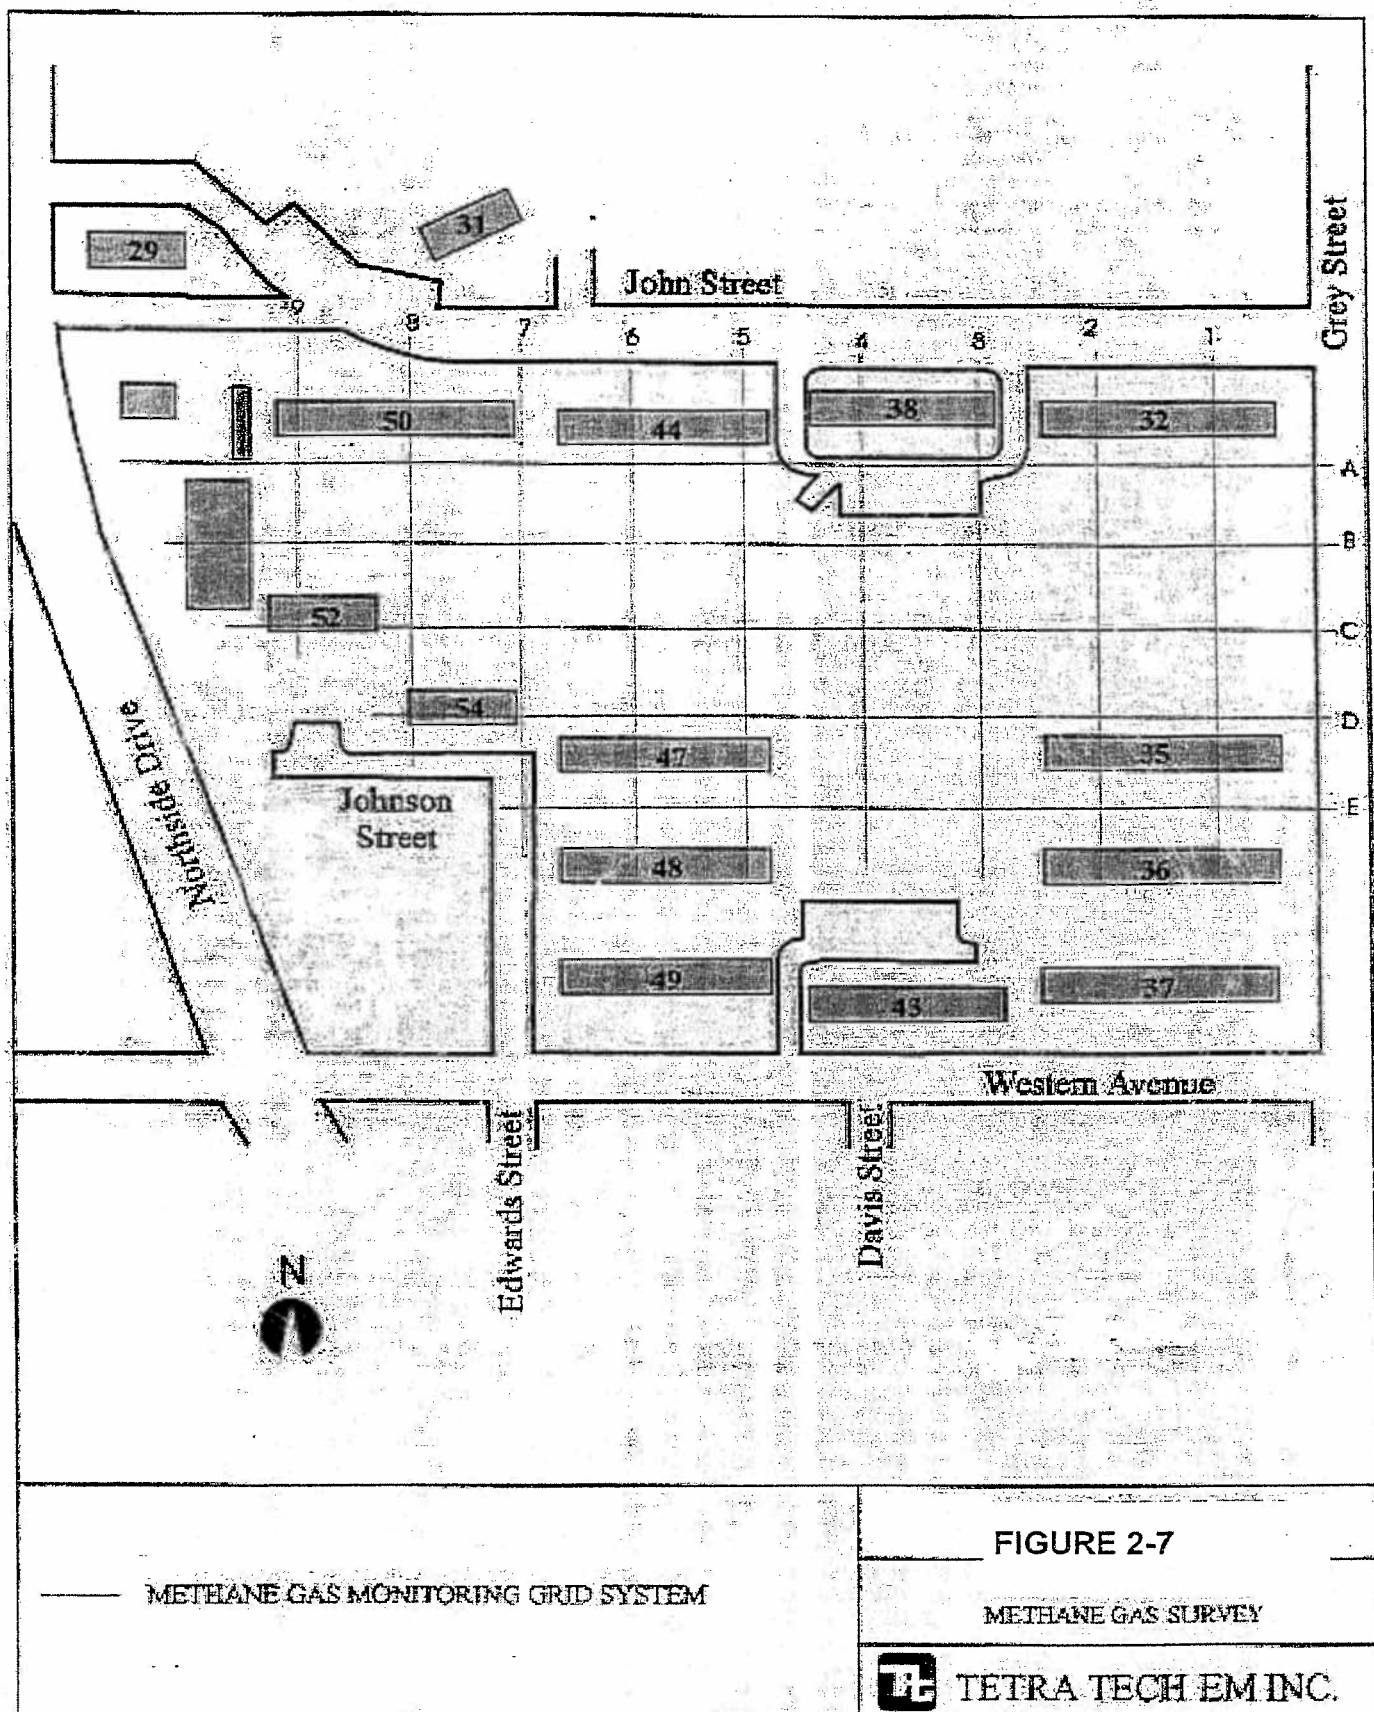 31
29
John Street
Grey Street
9 8 7 6 5 4 3 2 1
50
44
38
32
A
B
52
C
54
D
47
35
Northside Drive
Johnson
Street
E
48
36
49
43
37
Western Avenue
Edwards Street
Davis Street
N
METHANE GAS MONITORING GRID SYSTEM
FIGURE 2-7
METHANE GAS SURVEY
Tt TETRA TECH EM INC.